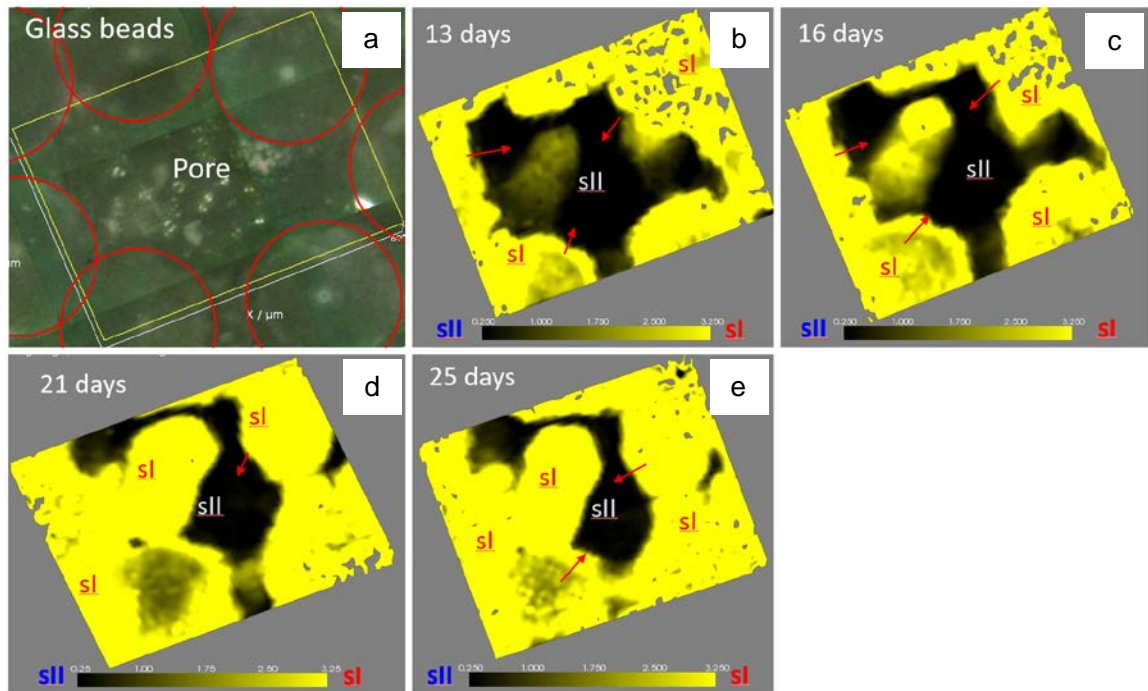 Glass beads
a
Pore
X / µm
13 days
b
sI
sII
sI
sII
0.250 1.000 1.750 2.500 3.250
sI
16 days
c
sI
sII
sI
sI
sII
0.250 1.000 1.750 2.500 3.250
sI
21 days
d
sI
sI
sII
sI
sII
0.25 1.00 1.75 2.50 3.25
sI
25 days
e
sI
sII
sI
sI
sII
0.250 1.000 1.750 2.500 3.250
sI